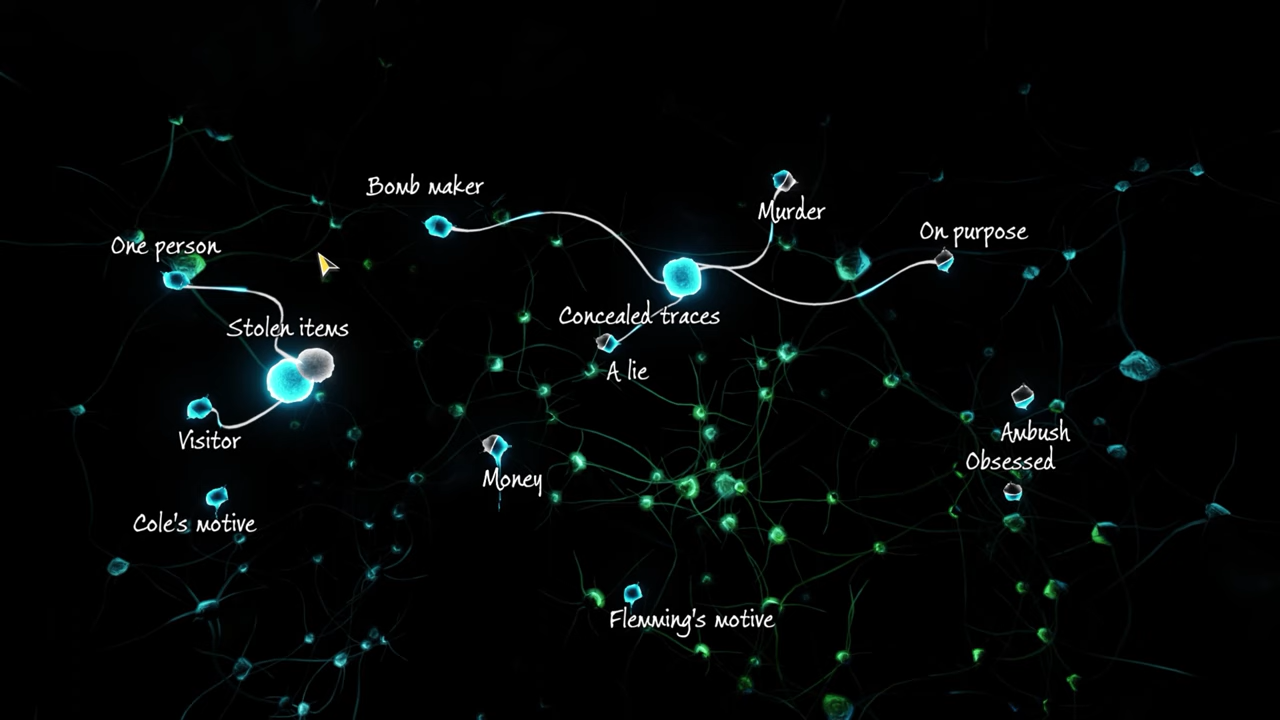 Bomb maker
Murder
On purpose
One person
Concealed traces
Stolen items
A lie
Ambush
Visitor
Obsessed
Money
Cole's motive
Flemming's motive